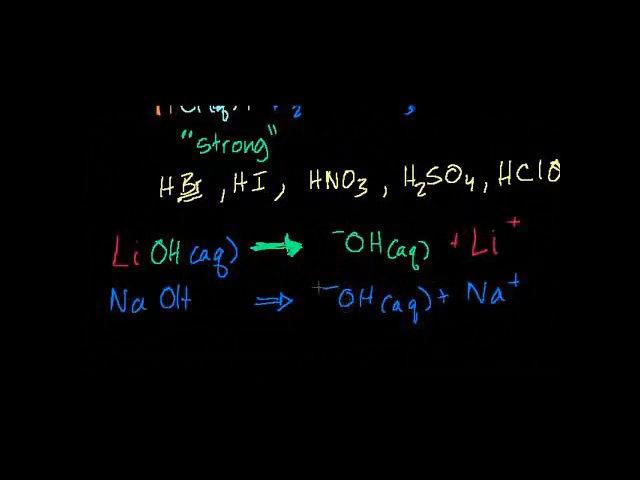 "strong"
HBr, HI, HNO₃, H₂SO₄, HClO
LiOH(aq) → ⁻OH(aq) + Li⁺
NaOH ⇒ ⁻OH(aq) + Na⁺